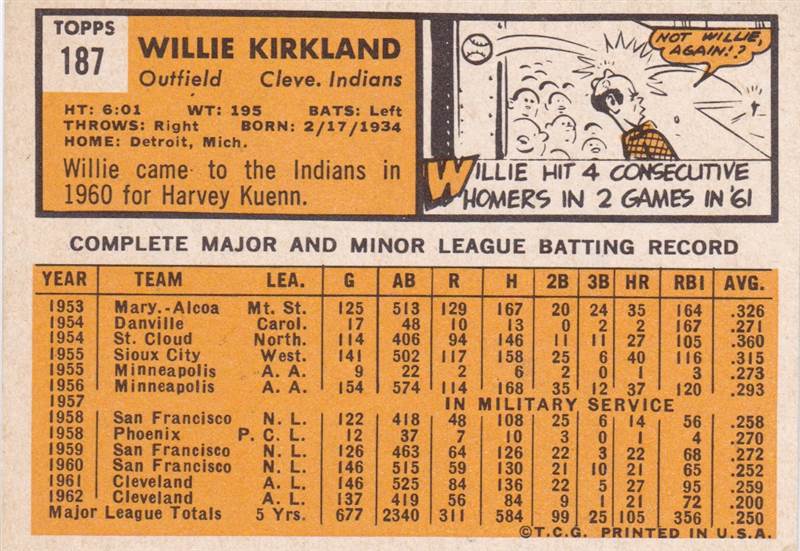 TOPPS
187
WILLIE KIRKLAND
Outfield Cleve. Indians
HT: 6:01 WT: 195 BATS: Left
THROWS: Right BORN: 2/17/1934
HOME: Detroit, Mich.
Willie came to the Indians in
1960 for Harvey Kuenn.
NOT WILLIE,
AGAIN!?
WILLIE HIT 4 CONSECUTIVE
HOMERS IN 2 GAMES IN '61
COMPLETE MAJOR AND MINOR LEAGUE BATTING RECORD
YEAR TEAM LEA. G AB R H 2B 3B HR RBI AVG.
1953 Mary.-Alcoa Mt. St. 125 513 129 167 20 24 35 164 .326
1954 Danville Carol. 17 48 10 13 0 2 2 167 .271
1954 St. Cloud North. 114 406 94 146 11 11 27 105 .360
1955 Sioux City West. 141 502 117 158 25 6 40 116 .315
1955 Minneapolis A. A. 9 22 2 6 2 0 1 3 .273
1956 Minneapolis A. A. 154 574 114 168 35 12 37 120 .293
1957 IN MILITARY SERVICE
1958 San Francisco N. L. 122 418 48 108 25 6 14 56 .258
1958 Phoenix P. C. L. 12 37 7 10 3 0 1 4 .270
1959 San Francisco N. L. 126 463 64 126 22 3 22 68 .272
1960 San Francisco N. L. 146 515 59 130 21 10 21 65 .252
1961 Cleveland A. L. 146 525 84 136 22 5 27 95 .259
1962 Cleveland A. L. 137 419 56 84 9 1 21 72 .200
Major League Totals 5 Yrs. 677 2340 311 584 99 25 105 356 .250
©T.C.G. PRINTED IN U.S.A.